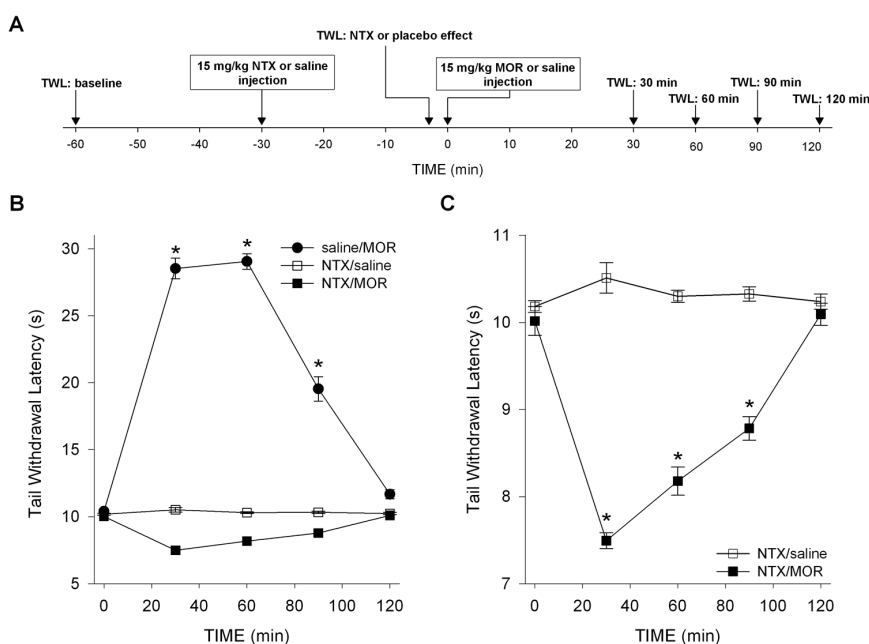 A
TWL: NTX or placebo effect
TWL: baseline
15 mg/kg NTX or saline
injection
15 mg/kg MOR or saline
injection
TWL: 30 min
TWL: 60 min
TWL: 90 min
TWL: 120 min
-60 -50 -40 -30 -20 -10 0 10 20 30 60 90 120
TIME (min)
B
saline/MOR
NTX/saline
NTX/MOR
Tail Withdrawal Latency (s)
30
25
20
15
10
5
* * *
0 20 40 60 80 100 120
TIME (min)
C
Tail Withdrawal Latency (s)
11
10
9
8
7
* * *
NTX/saline
NTX/MOR
0 20 40 60 80 100 120
TIME (min)